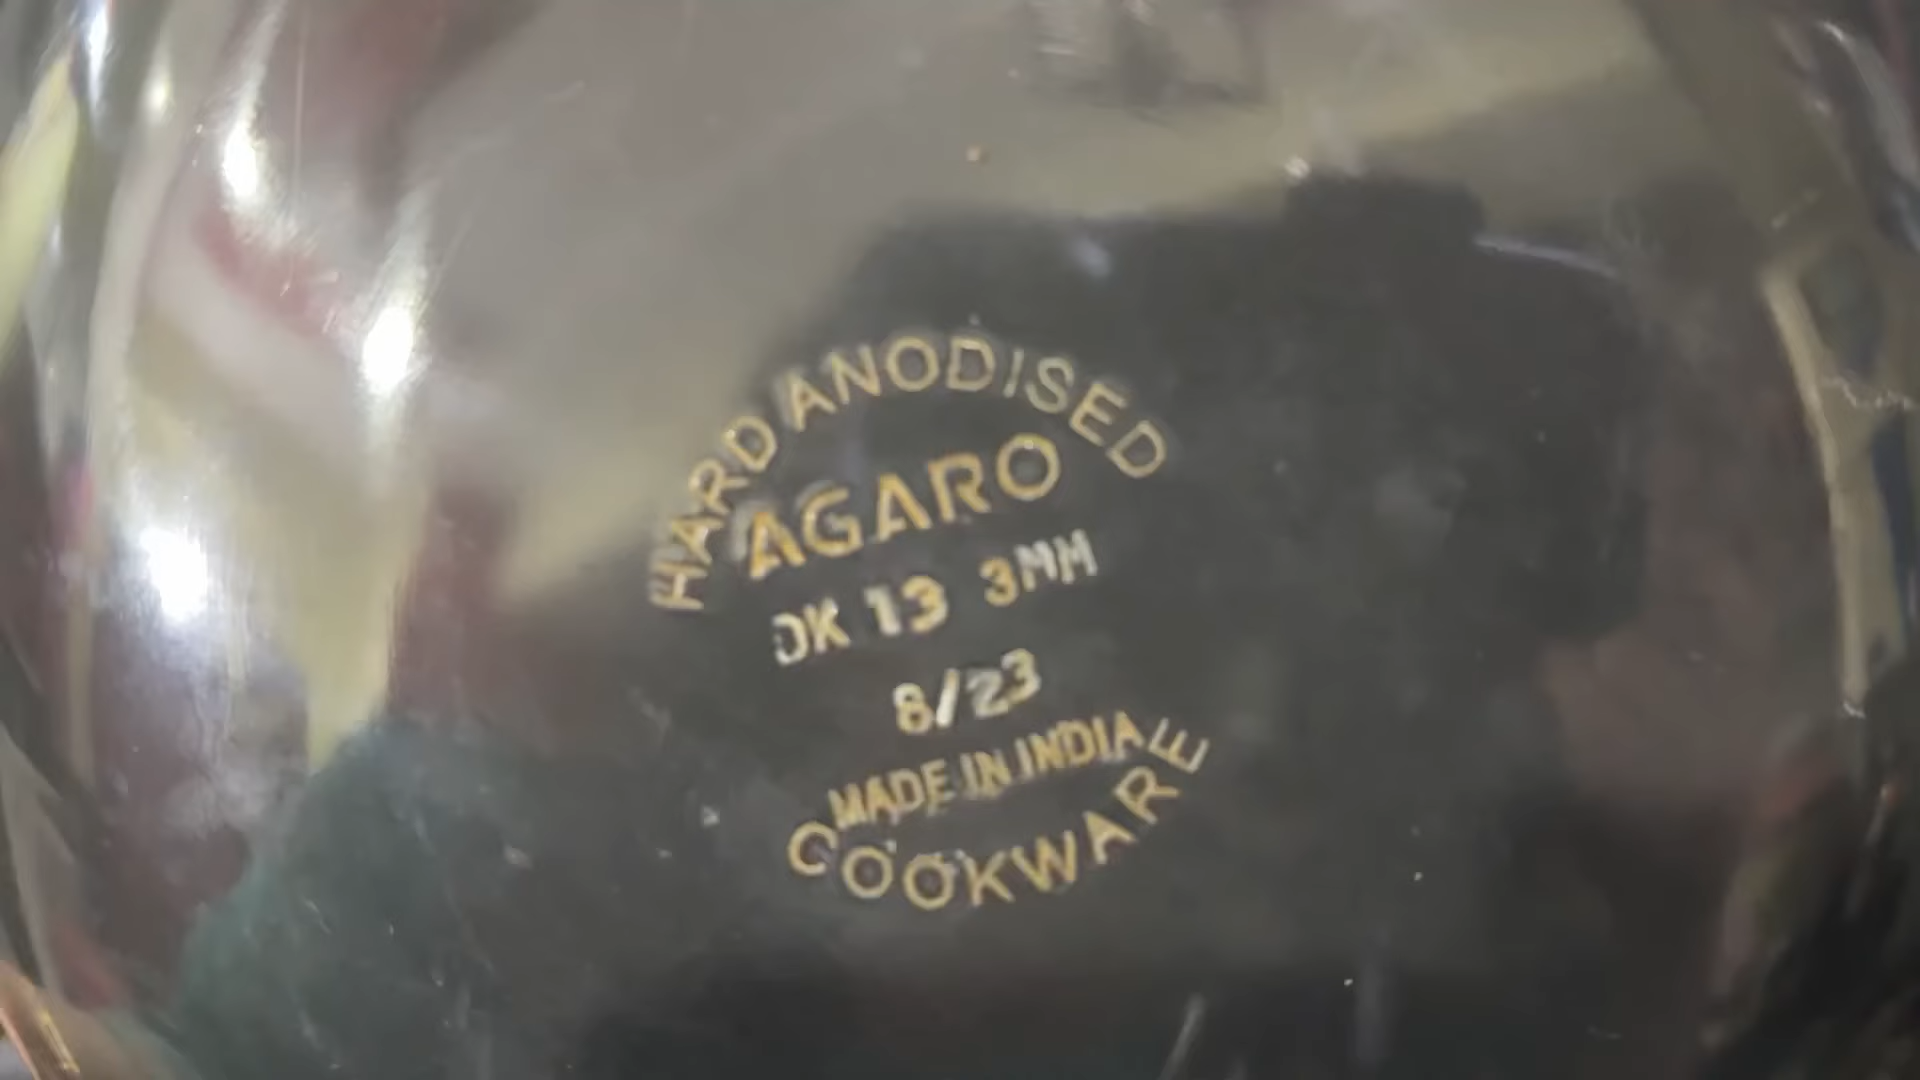 HARD ANODISED
AGARO
DK 13 3MM
8/23
MADE IN INDIA
COOKWARE